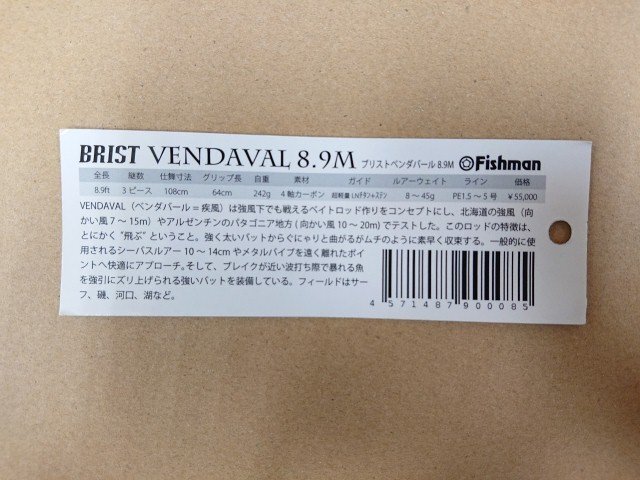 BRIST VENDAVAL 8.9M ブリストベンダバール 8.9M Fishman
全長 継数 仕舞寸法 グリップ長 自重 素材 ガイド ルアーウェイト ライン 価格
8.9ft 3ピース 108cm 64cm 242g 4軸カーボン 超軽量LNチタン+ステン 8〜45g PE1.5〜5号 ¥55,000
VENDAVAL（ベンダバール=疾風）は強風下でも戦えるベイトロッド作りをコンセプトにし、北海道の強風（向
かい風7〜15m）やアルゼンチンのパタゴニア地方(向かい風10〜20m)でテストした。このロッドの特徴は、
とにかく“飛ぶ”ということ。強く太いバットからぐにゃりと曲がるがムチのように素早く収束する。一般的に使
用されるシーバスルアー10〜14cmやメタルバイブを遠く離れたポ
イントへ快適にアプローチ。そして、ブレイクが近い波打ち際で暴れる魚
を強引にズリ上げられる強いバットを装備している。フィールドはサー
フ、磯、河口、湖など。
4 571487 900085